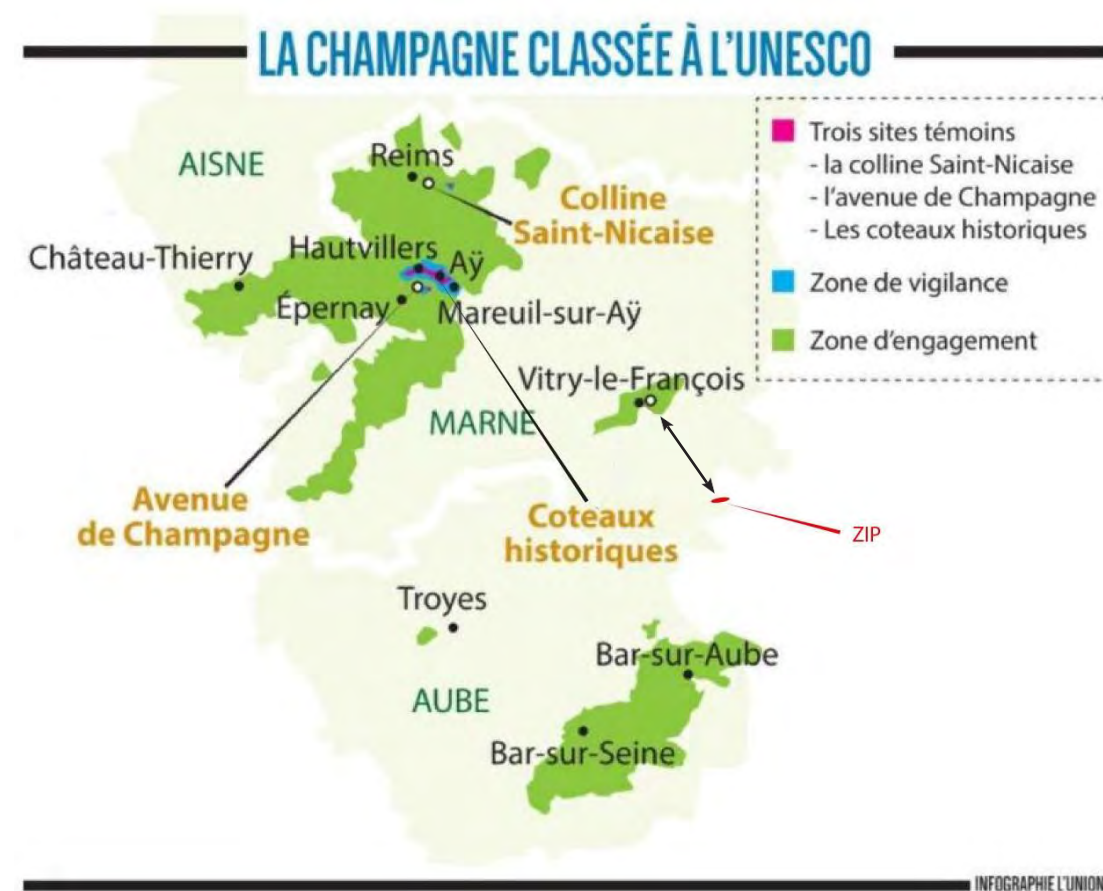 LA CHAMPAGNE CLASSÉE À L'UNESCO
Trois sites témoins
- la colline Saint-Nicaise
- l'avenue de Champagne
- Les coteaux historiques
Zone de vigilance
Zone d'engagement
AISNE
Reims
Colline
Saint-Nicaise
Château-Thierry
Hautvillers
Aÿ
Épernay
Mareuil-sur-Aÿ
Vitry-le-François
MARNE
Avenue
de Champagne
Coteaux
historiques
ZIP
Troyes
Bar-sur-Aube
AUBE
Bar-sur-Seine
INFOGRAPHIE L'UNION